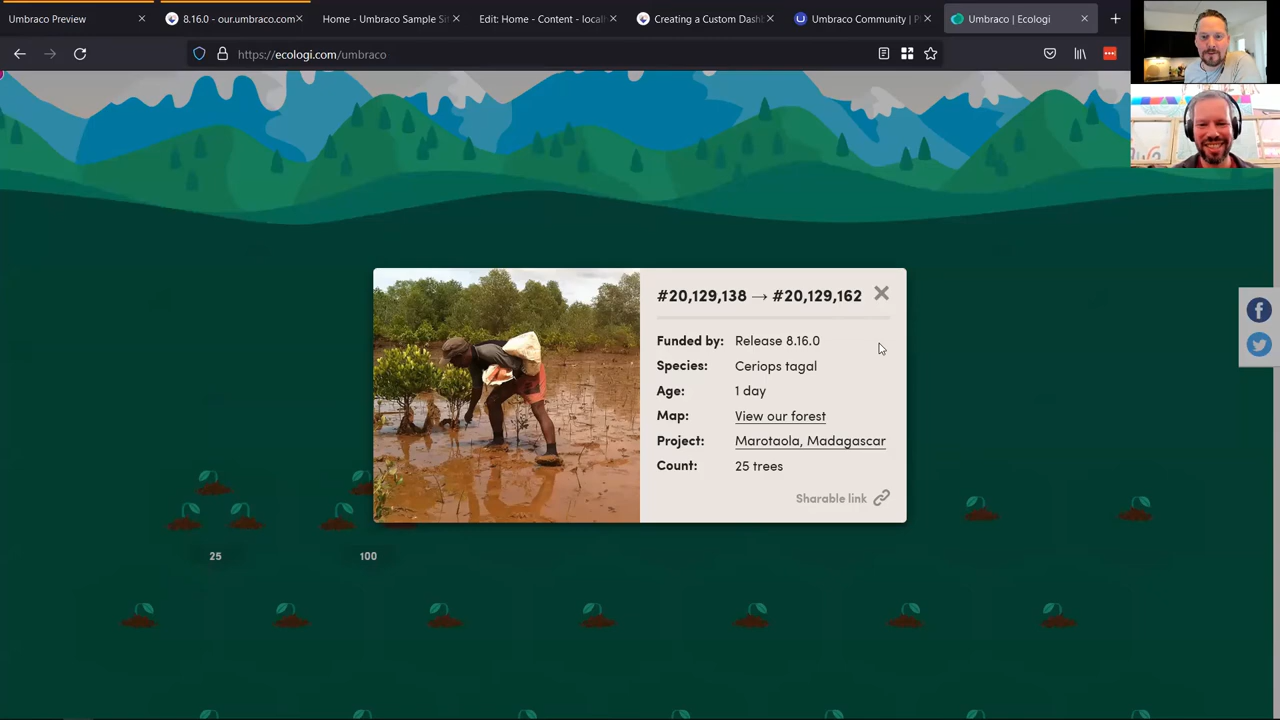 Umbraco Preview
8.16.0 - our.umbraco.com
Home - Umbraco Sample Si
Edit: Home - Content - local
Creating a Custom Dash
Umbraco Community | P
Umbraco | Ecologi
https://ecologi.com/umbraco
#20,129,138 → #20,129,162
Funded by: Release 8.16.0
Species: Ceriops tagal
Age: 1 day
Map: View our forest
Project: Marotaola, Madagascar
Count: 25 trees
Sharable link
25
100